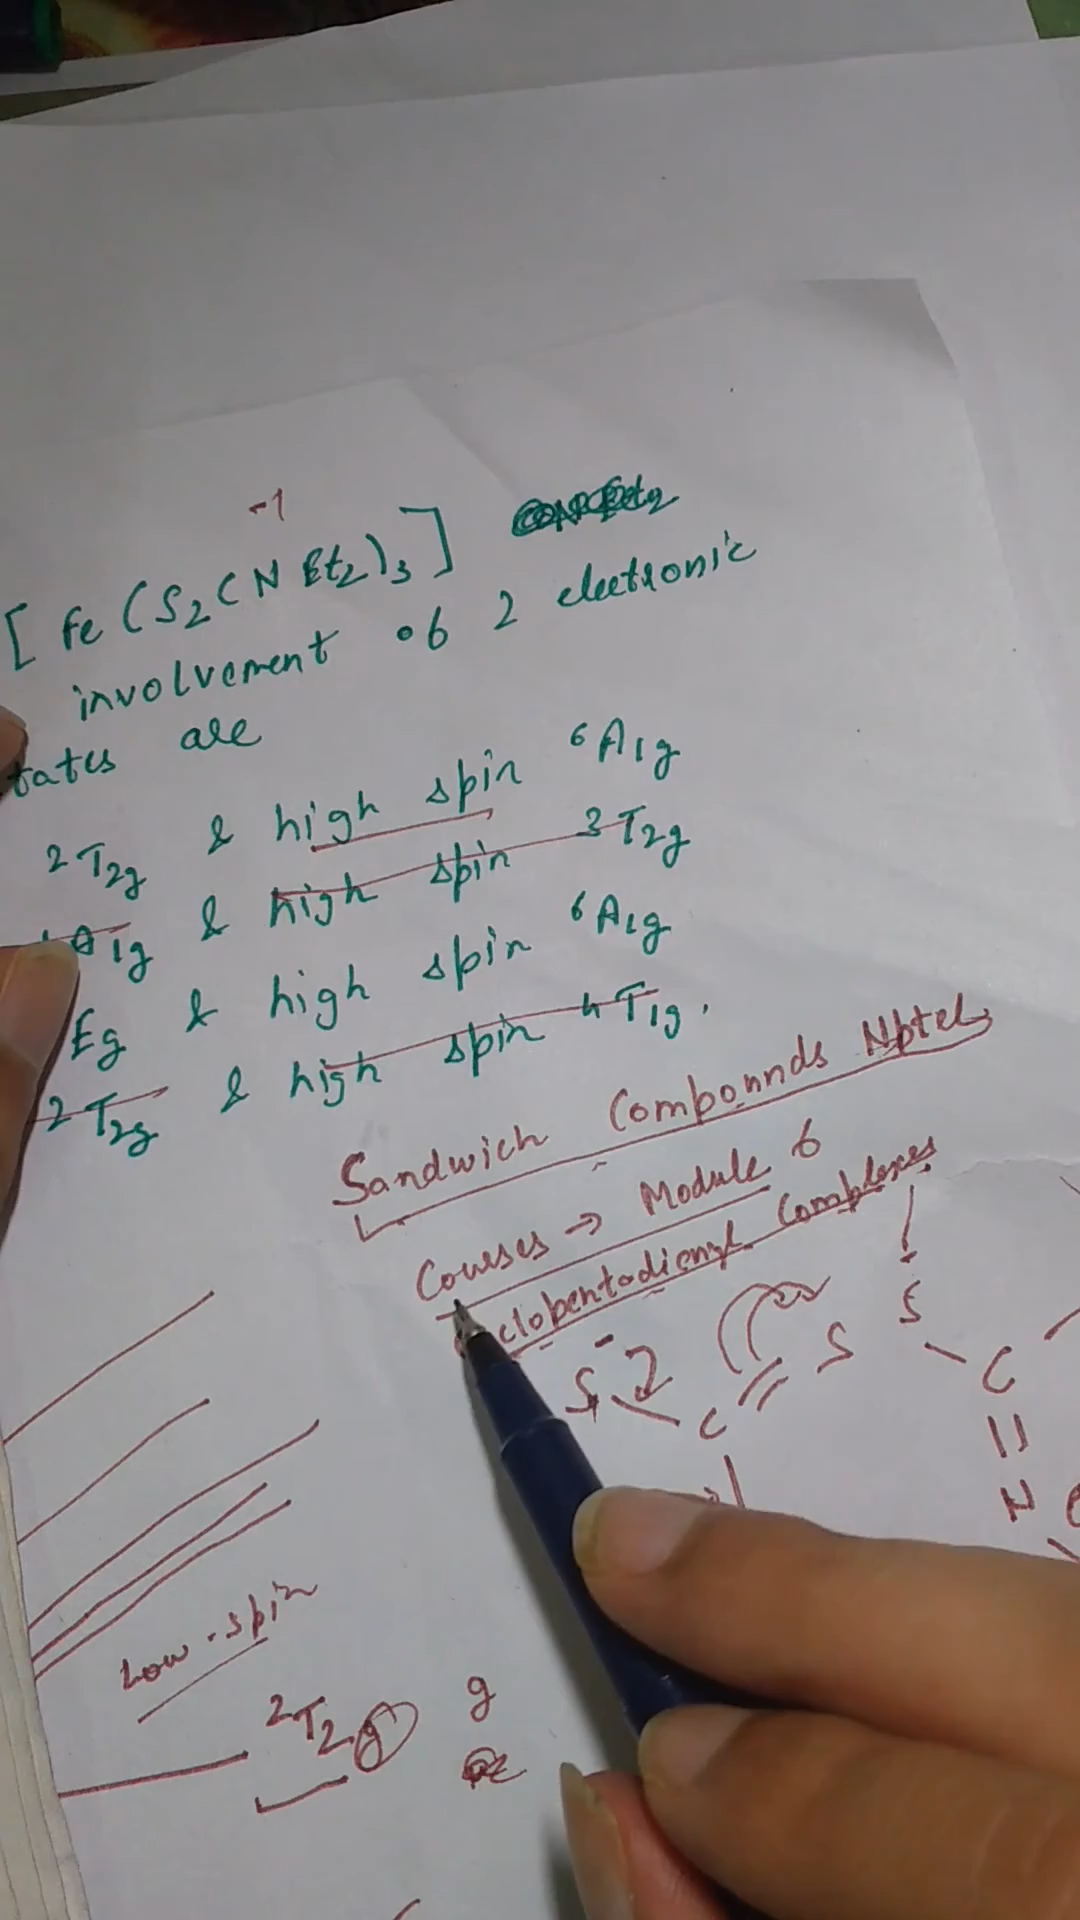 -1
[Fe(S2CNEt2)3]
involvement of 2 electronic
tates are
2T2g & high spin 6A1g
A1g & high spin 3T2g
Eg & high spin 6A1g
2T2g & high spin 4T1g.
Sandwich Compounds Nptel
Courses → Module 6
clopentadienyl Complexes
S
S - C = S
C
N
Low-spin
2T2g
g